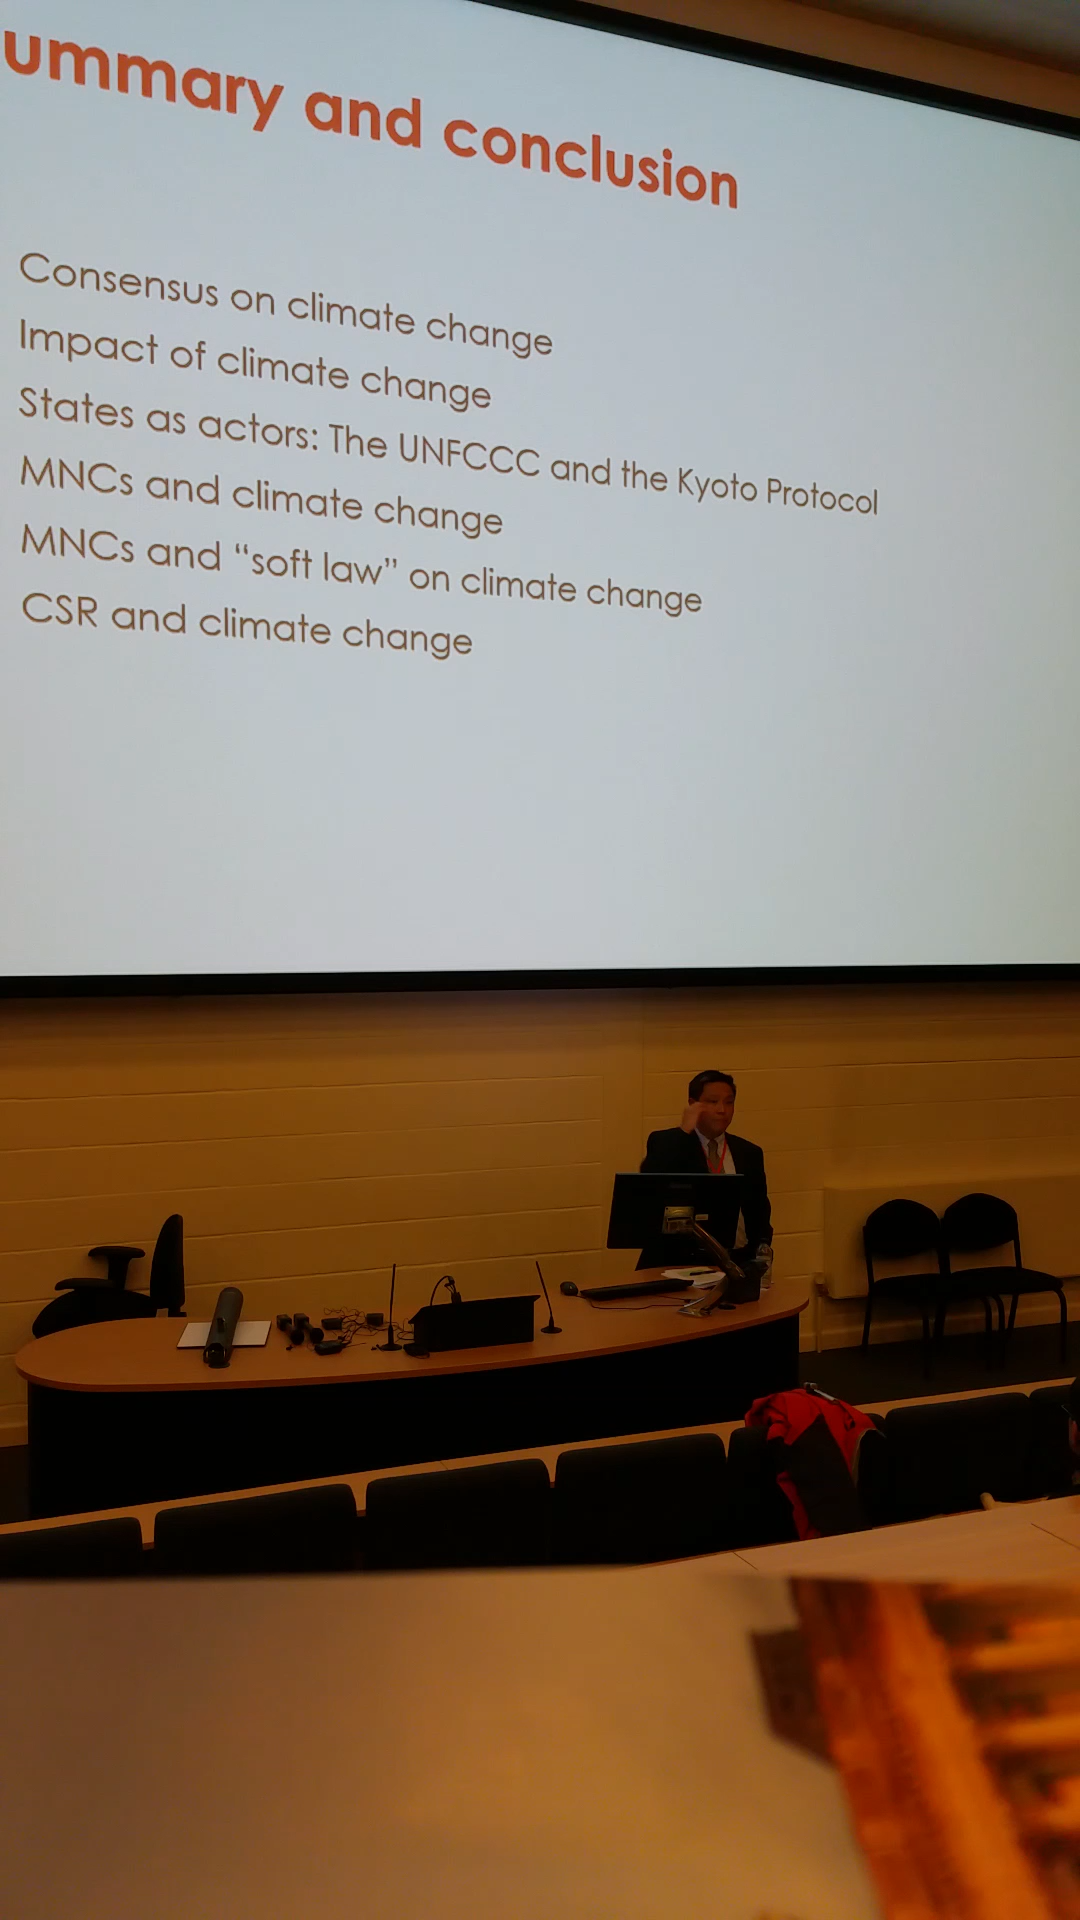 ummary and conclusion
Consensus on climate change
Impact of climate change
States as actors: The UNFCCC and the Kyoto Protocol
MNCs and climate change
MNCs and “soft law” on climate change
CSR and climate change